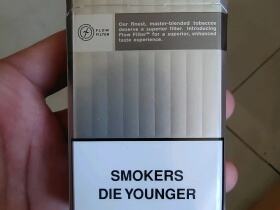 FLOW
FILTER
Our finest, master-blended tobaccos
deserve a superior filter. Introducing
Flow Filter™ for a superior, enhanced
taste experience.
SMOKERS
DIE YOUNGER